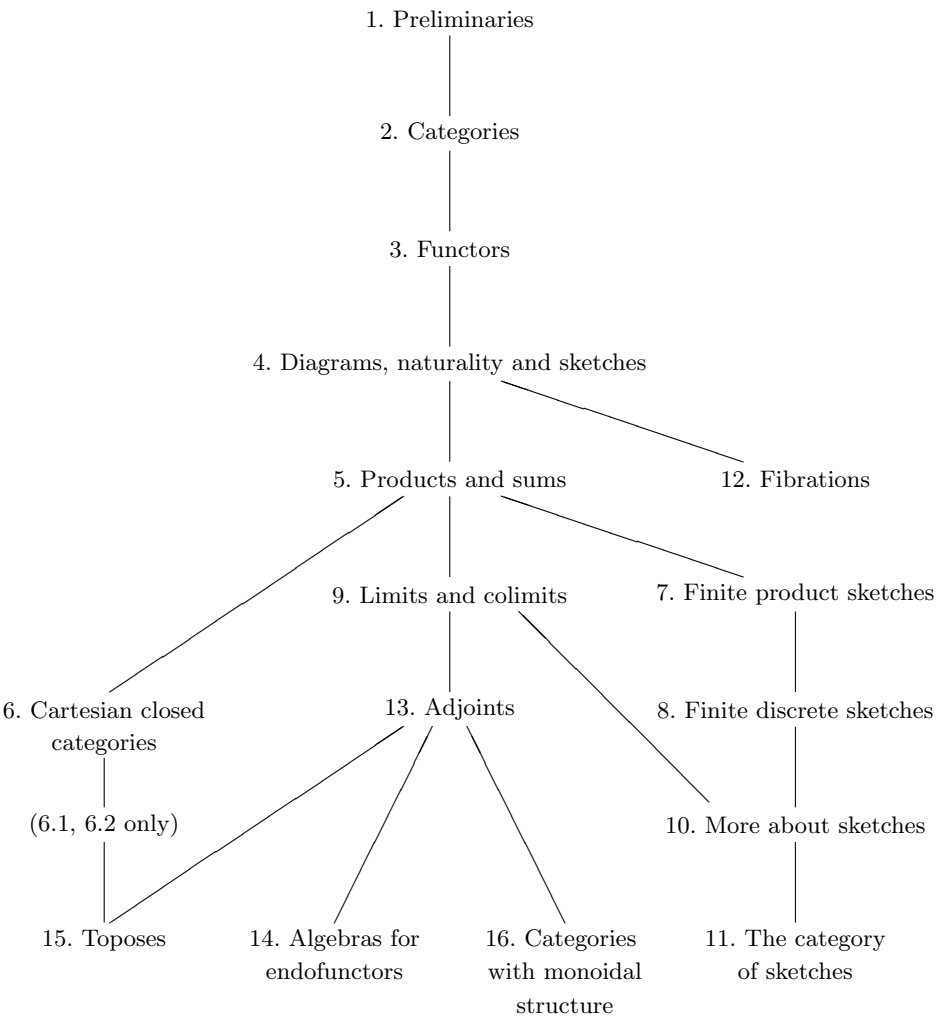 1. Preliminaries
2. Categories
3. Functors
4. Diagrams, naturality and sketches
5. Products and sums
12. Fibrations
9. Limits and colimits
7. Finite product sketches
6. Cartesian closed
categories
13. Adjoints
8. Finite discrete sketches
(6.1, 6.2 only)
10. More about sketches
15. Toposes
14. Algebras for
endofunctors
16. Categories
with monoidal
structure
11. The category
of sketches